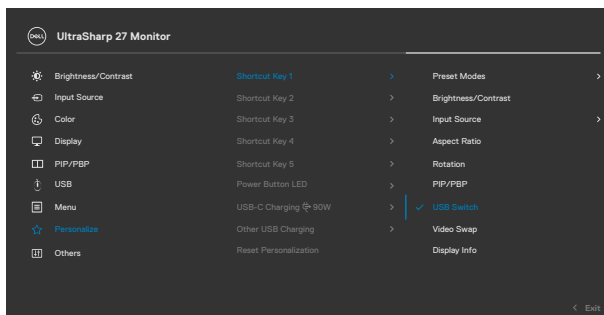 DELL UltraSharp 27 Monitor
Brightness/Contrast Shortcut Key 1 Preset Modes
Input Source Shortcut Key 2 Brightness/Contrast
Color Shortcut Key 3 Input Source
Display Shortcut Key 4 Aspect Ratio
PIP/PBP Shortcut Key 5 Rotation
USB Power Button LED PIP/PBP
Menu USB-C Charging 90W USB Switch
Personalize Other USB Charging Video Swap
Others Reset Personalization Display Info
Exit